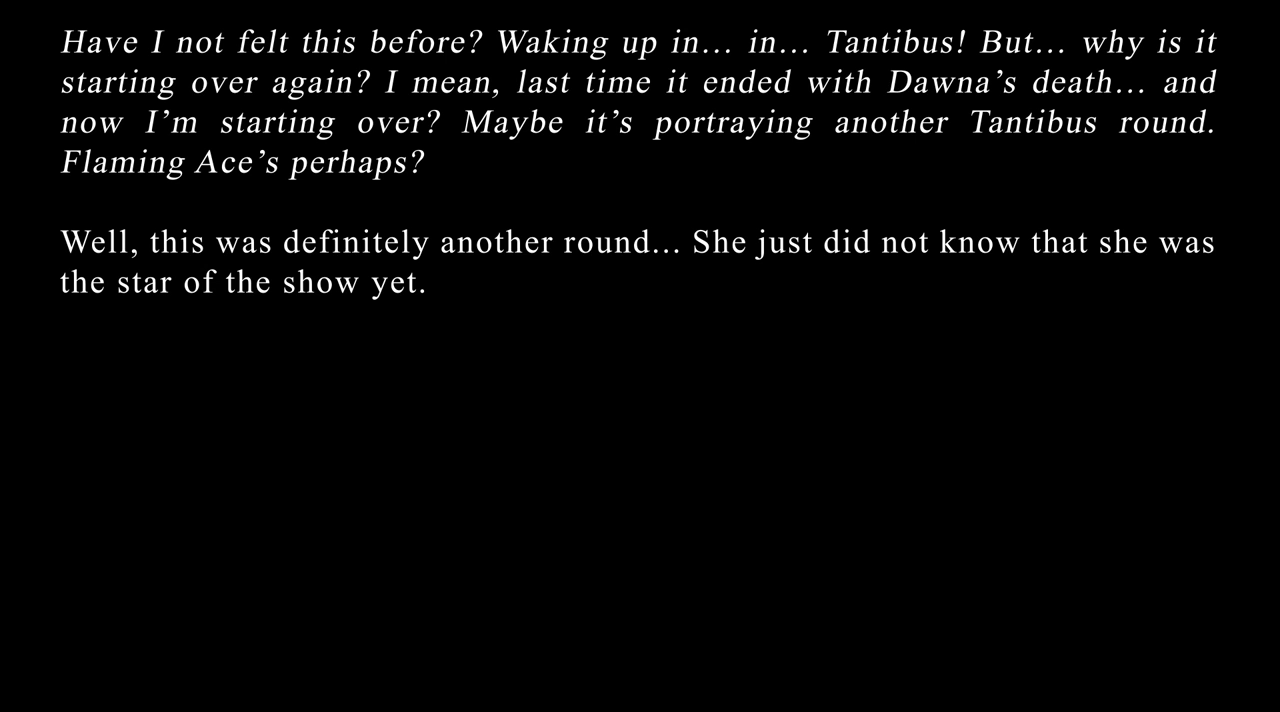 Have I not felt this before? Waking up in… in… Tantibus! But… why is it
starting over again? I mean, last time it ended with Dawna’s death… and
now I’m starting over? Maybe it’s portraying another Tantibus round.
Flaming Ace’s perhaps?
Well, this was definitely another round… She just did not know that she was
the star of the show yet.